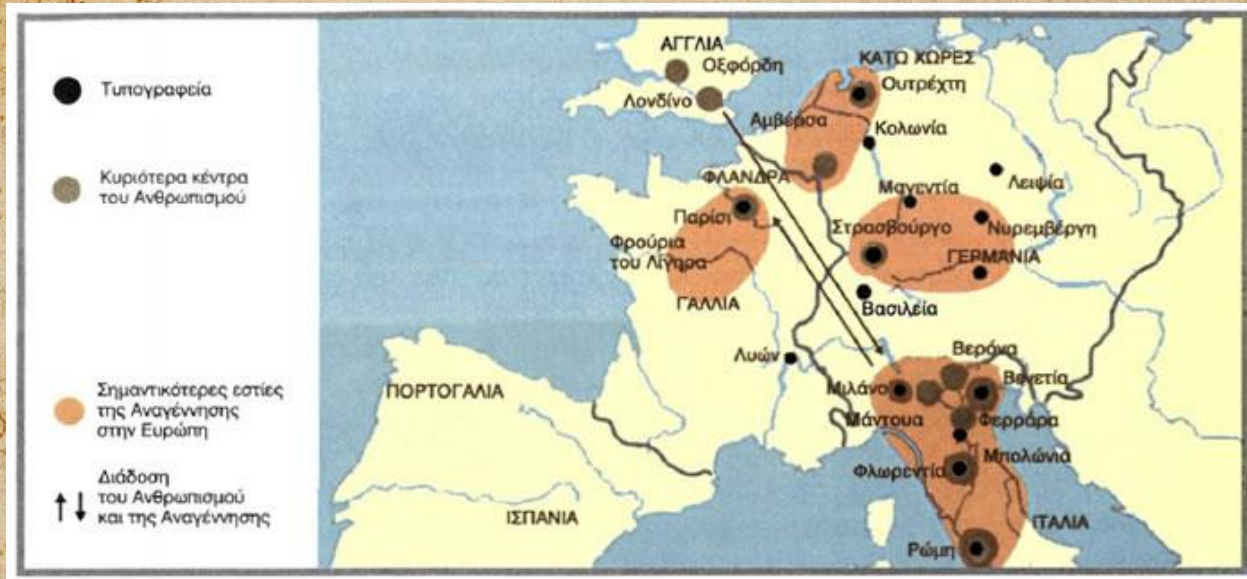 Τυπογραφεία
Κυριότερα κέντρα
του Ανθρωπισμού
Σημαντικότερες εστίες
της Αναγέννησης
στην Ευρώπη
Διάδοση
του Ανθρωπισμού
και της Αναγέννησης
ΑΓΓΛΙΑ
Οξφόρδη
Λονδίνο
ΚΑΤΩ ΧΩΡΕΣ
Ουτρέχτη
Αμβέρσα
Κολωνία
ΦΛΑΝΔΡΑ
Μαγεντία
Λειψία
Παρίσι
Στρασβούργο
Νυρεμβέργη
Φρούρια
του Λίγηρα
ΓΕΡΜΑΝΙΑ
ΓΑΛΛΙΑ
Βασιλεία
Λυών
Βερόνα
ΠΟΡΤΟΓΑΛΙΑ
Μιλάνο
Βενετία
Μάντουα
Φερράρα
Φλωρεντία
Μπολώνια
ΙΣΠΑΝΙΑ
ΙΤΑΛΙΑ
Ρώμη